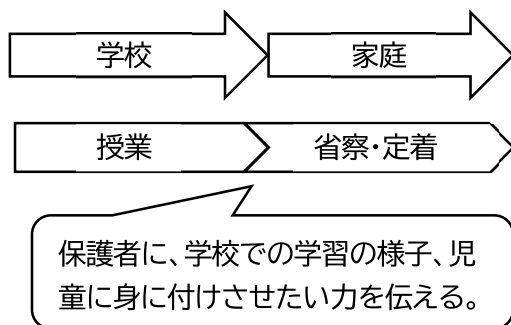 学校
家庭
授業
省察・定着
保護者に、学校での学習の様子、児
童に身に付けさせたい力を伝える。